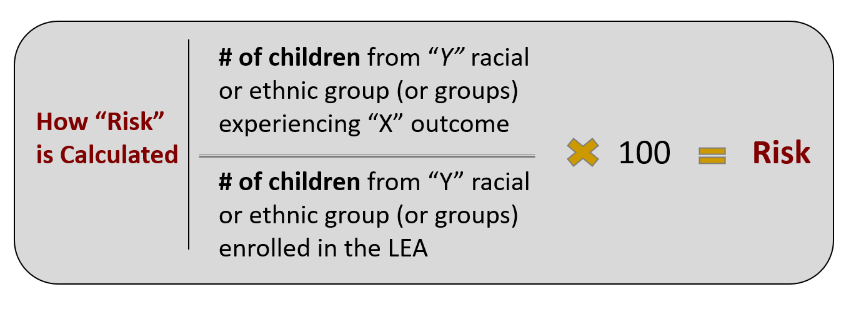 How “Risk”
is Calculated
# of children from “Y” racial
or ethnic group (or groups)
experiencing “X” outcome
# of children from “Y” racial
or ethnic group (or groups)
enrolled in the LEA
✖ 100 = Risk